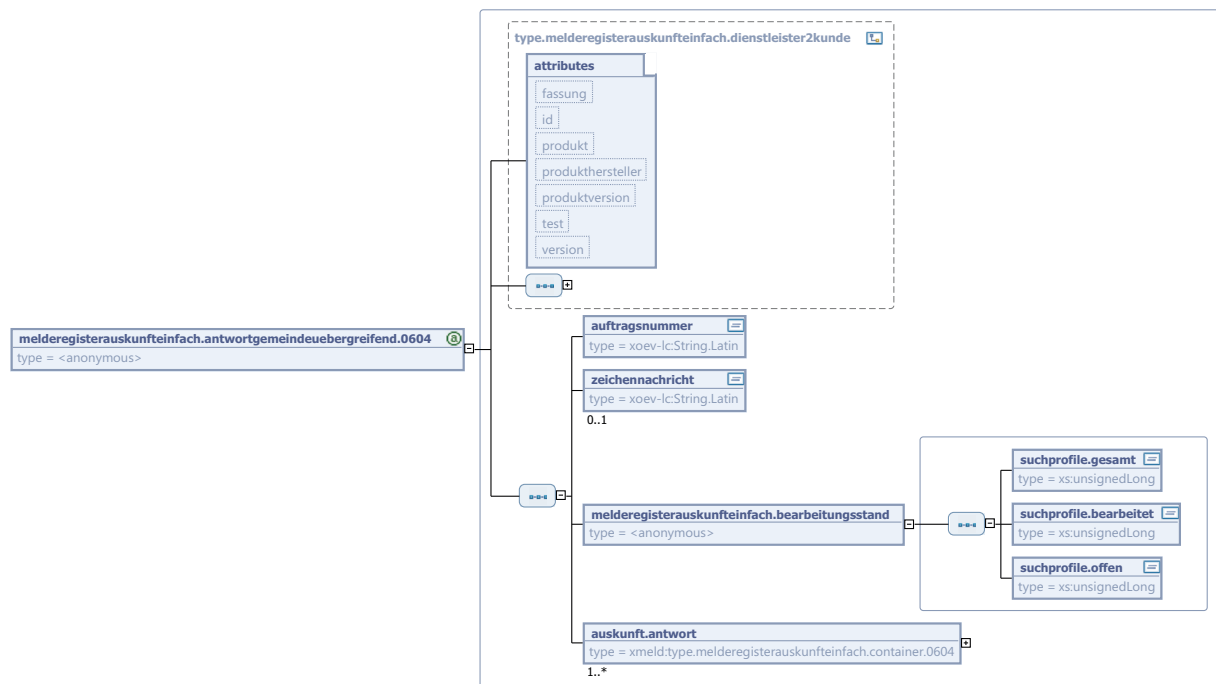 type.melderegisterauskunfteinfach.dienstleister2kunde
attributes
fassung
id
produkt
produkthersteller
produktversion
test
version
melderegisterauskunfteinfach.antwortgemeindeuebergreifend.0604
a
type = <anonymous>
auftragsnummer
type = xoev-lc:String.Latin
zeichennachricht
type = xoev-lc:String.Latin
0..1
melderegisterauskunfteinfach.bearbeitungsstand
type = <anonymous>
suchprofile.gesamt
type = xs:unsignedLong
suchprofile.bearbeitet
type = xs:unsignedLong
suchprofile.offen
type = xs:unsignedLong
auskunft.antwort
type = xmeld:type.melderegisterauskunfteinfach.container.0604
1..*